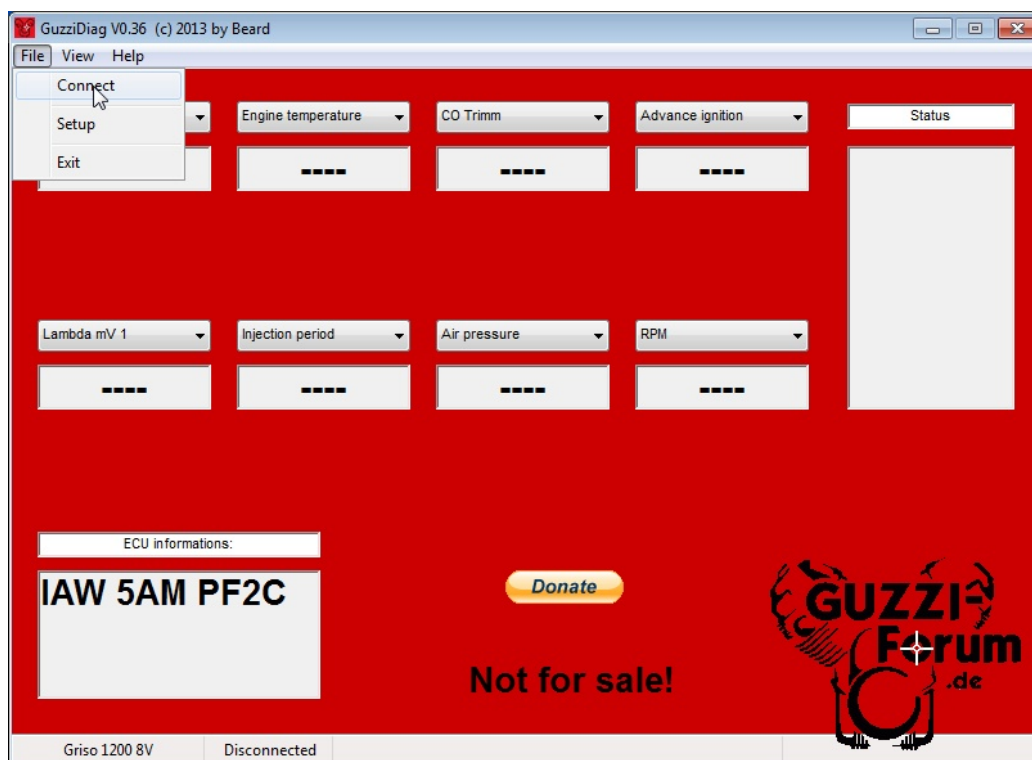 GuzziDiag V0.36 (c) 2013 by Beard
File View Help
Connect
Setup
Exit
Engine temperature
CO Trimm
Advance ignition
Status
----
----
----
Lambda mV 1
Injection period
Air pressure
RPM
----
----
----
----
ECU informations:
IAW 5AM PF2C
Donate
Not for sale!
GUZZI-
Forum
.de
Griso 1200 8V
Disconnected